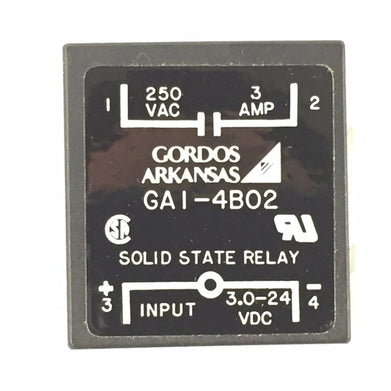 1 250 VAC 3 AMP 2
GORDOS
ARKANSAS
GA1-4B02
SOLID STATE RELAY
+ 3 INPUT 3.0-24 VDC - 4